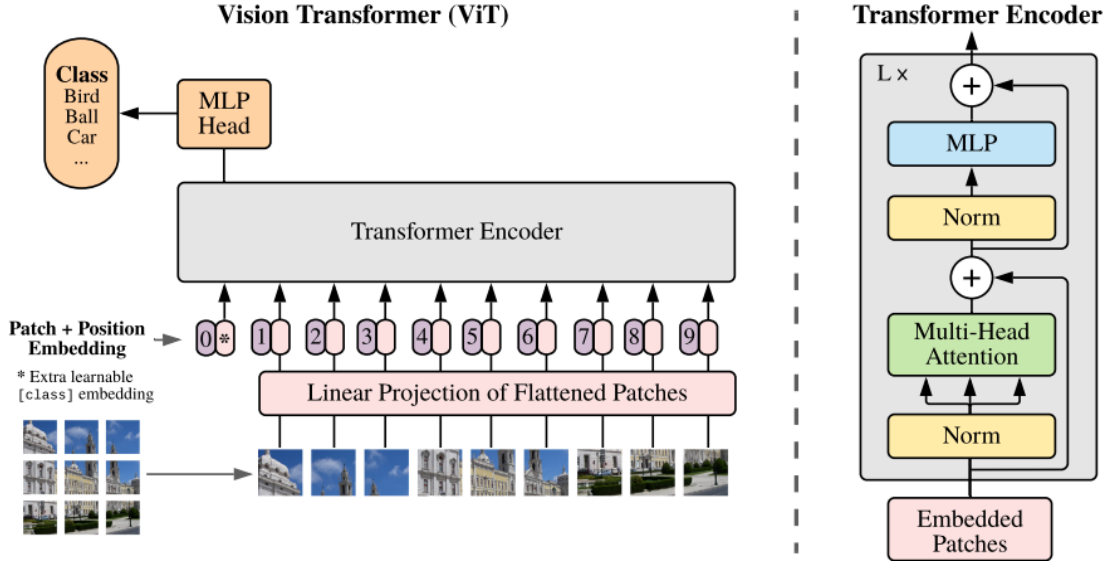 Vision Transformer (ViT)
Class
Bird
Ball
Car
...
MLP
Head
Transformer Encoder
Patch + Position
Embedding
0 * 1 2 3 4 5 6 7 8 9
* Extra learnable
[class] embedding
Linear Projection of Flattened Patches
Transformer Encoder
L ×
+
MLP
Norm
+
Multi-Head
Attention
Norm
Embedded
Patches